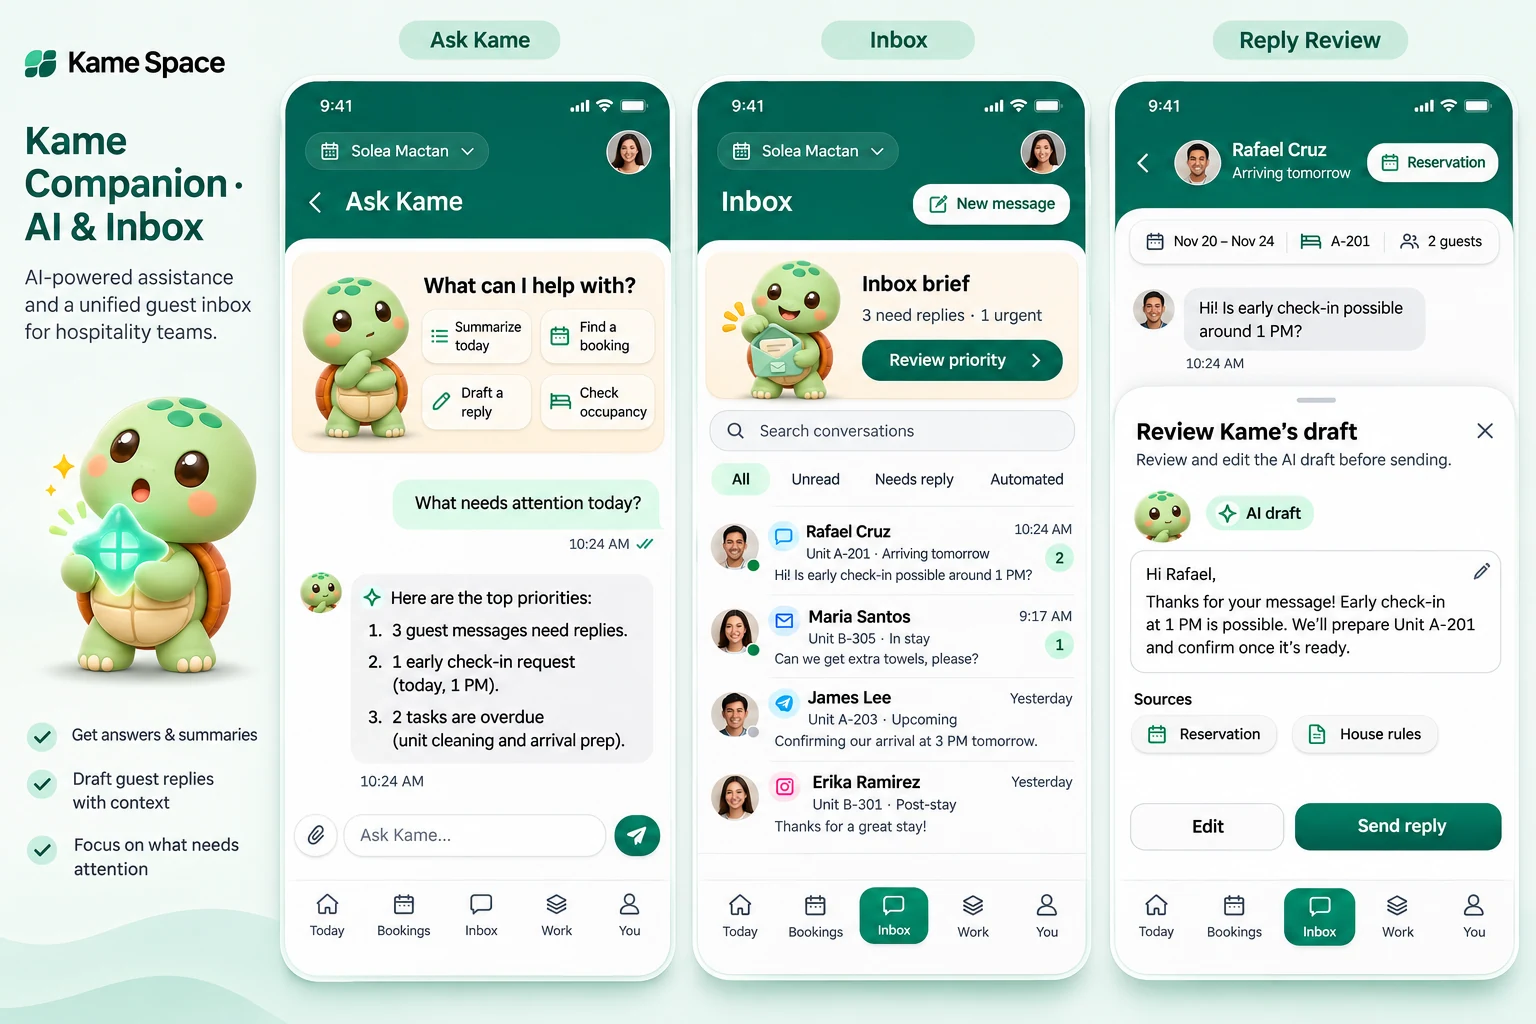 Kame Space
Kame
Companion ·
AI & Inbox
AI-powered assistance
and a unified guest inbox
for hospitality teams.
Get answers & summaries
Draft guest replies
with context
Focus on what needs
attention
Ask Kame
9:41
Solea Mactan
Ask Kame
What can I help with?
Summarize
today
Find a
booking
Draft a
reply
Check
occupancy
What needs attention today?
10:24 AM
Here are the top priorities:
1. 3 guest messages need replies.
2. 1 early check-in request
(today, 1 PM).
3. 2 tasks are overdue
(unit cleaning and arrival prep).
10:24 AM
Ask Kame...
Today
Bookings
Inbox
Work
You
Inbox
9:41
Solea Mactan
Inbox
New message
Inbox brief
3 need replies · 1 urgent
Review priority
Search conversations
All
Unread
Needs reply
Automated
Rafael Cruz
10:24 AM
Unit A-201 · Arriving tomorrow
2
Hi! Is early check-in possible around 1 PM?
Maria Santos
9:17 AM
Unit B-305 · In stay
1
Can we get extra towels, please?
James Lee
Yesterday
Unit A-203 · Upcoming
Confirming our arrival at 3 PM tomorrow.
Erika Ramirez
Yesterday
Unit B-301 · Post-stay
Thanks for a great stay!
Today
Bookings
Inbox
Work
You
Reply Review
9:41
Rafael Cruz
Arriving tomorrow
Reservation
Nov 20 – Nov 24
A-201
2 guests
Hi! Is early check-in possible
around 1 PM?
10:24 AM
Review Kame's draft
Review and edit the AI draft before sending.
AI draft
Hi Rafael,
Thanks for your message! Early check-in
at 1 PM is possible. We'll prepare Unit A-201
and confirm once it's ready.
Sources
Reservation
House rules
Edit
Send reply
Today
Bookings
Inbox
Work
You